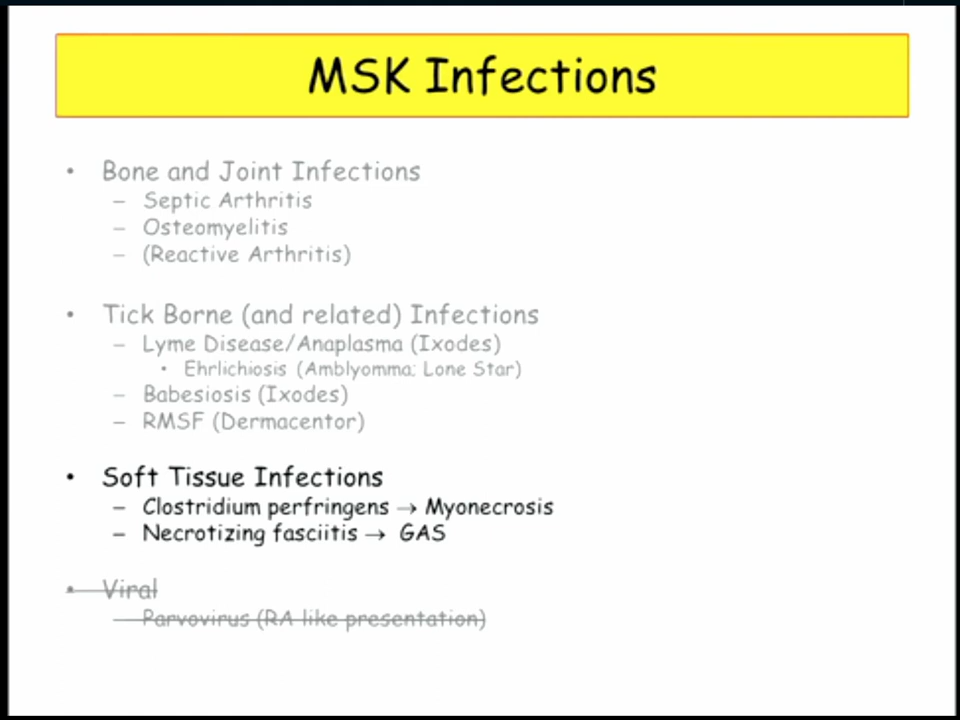 MSK Infections
• Bone and Joint Infections
– Septic Arthritis
– Osteomyelitis
– (Reactive Arthritis)
• Tick Borne (and related) Infections
– Lyme Disease/Anaplasma (Ixodes)
• Ehrlichiosis (Amblyomma; Lone Star)
– Babesiosis (Ixodes)
– RMSF (Dermacentor)
• Soft Tissue Infections
– Clostridium perfringens → Myonecrosis
– Necrotizing fasciitis → GAS
• Viral
– Parvovirus (RA like presentation)